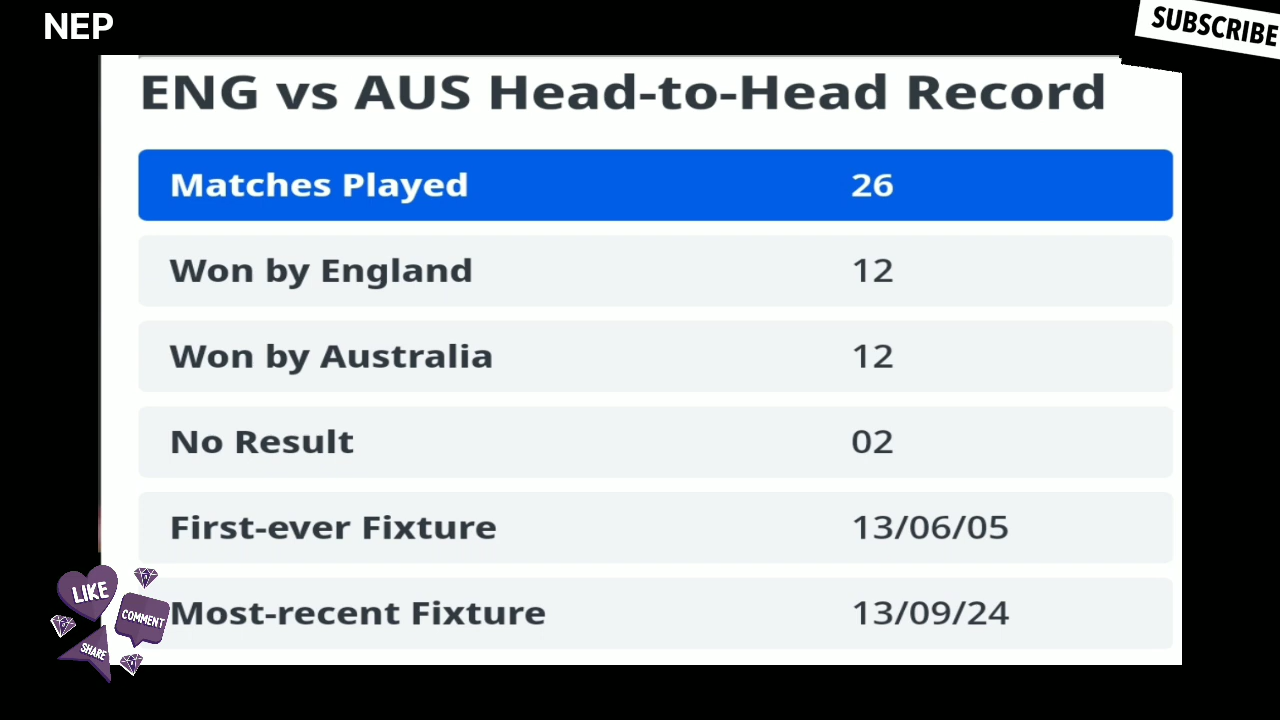 NEP
SUBSCRIBE
ENG vs AUS Head-to-Head Record
Matches Played 26
Won by England 12
Won by Australia 12
No Result 02
First-ever Fixture 13/06/05
Most-recent Fixture 13/09/24
LIKE
COMMENT
SHARE